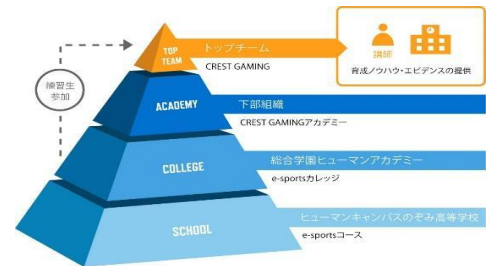 TOP
TEAM
トップチーム
CREST GAMING
講師
育成ノウハウ・エビデンスの提供
練習生
参加
ACADEMY
下部組織
CREST GAMINGアカデミー
COLLEGE
総合学園ヒューマンアカデミー
e-sportsカレッジ
SCHOOL
ヒューマンキャンパスのぞみ高等学校
e-sportsコース